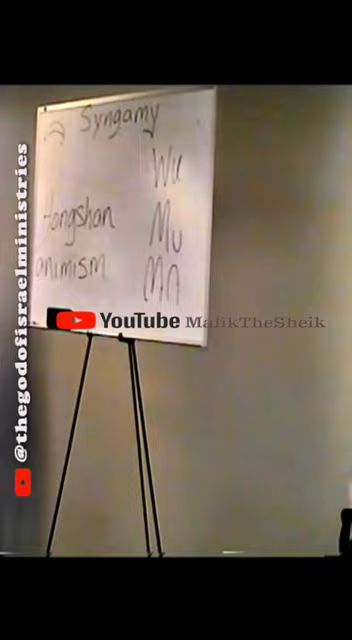 Syngamy
Wu
Hongshan
Mu
animism
YouTube MalikTheSheik
@thegodofisraelministries